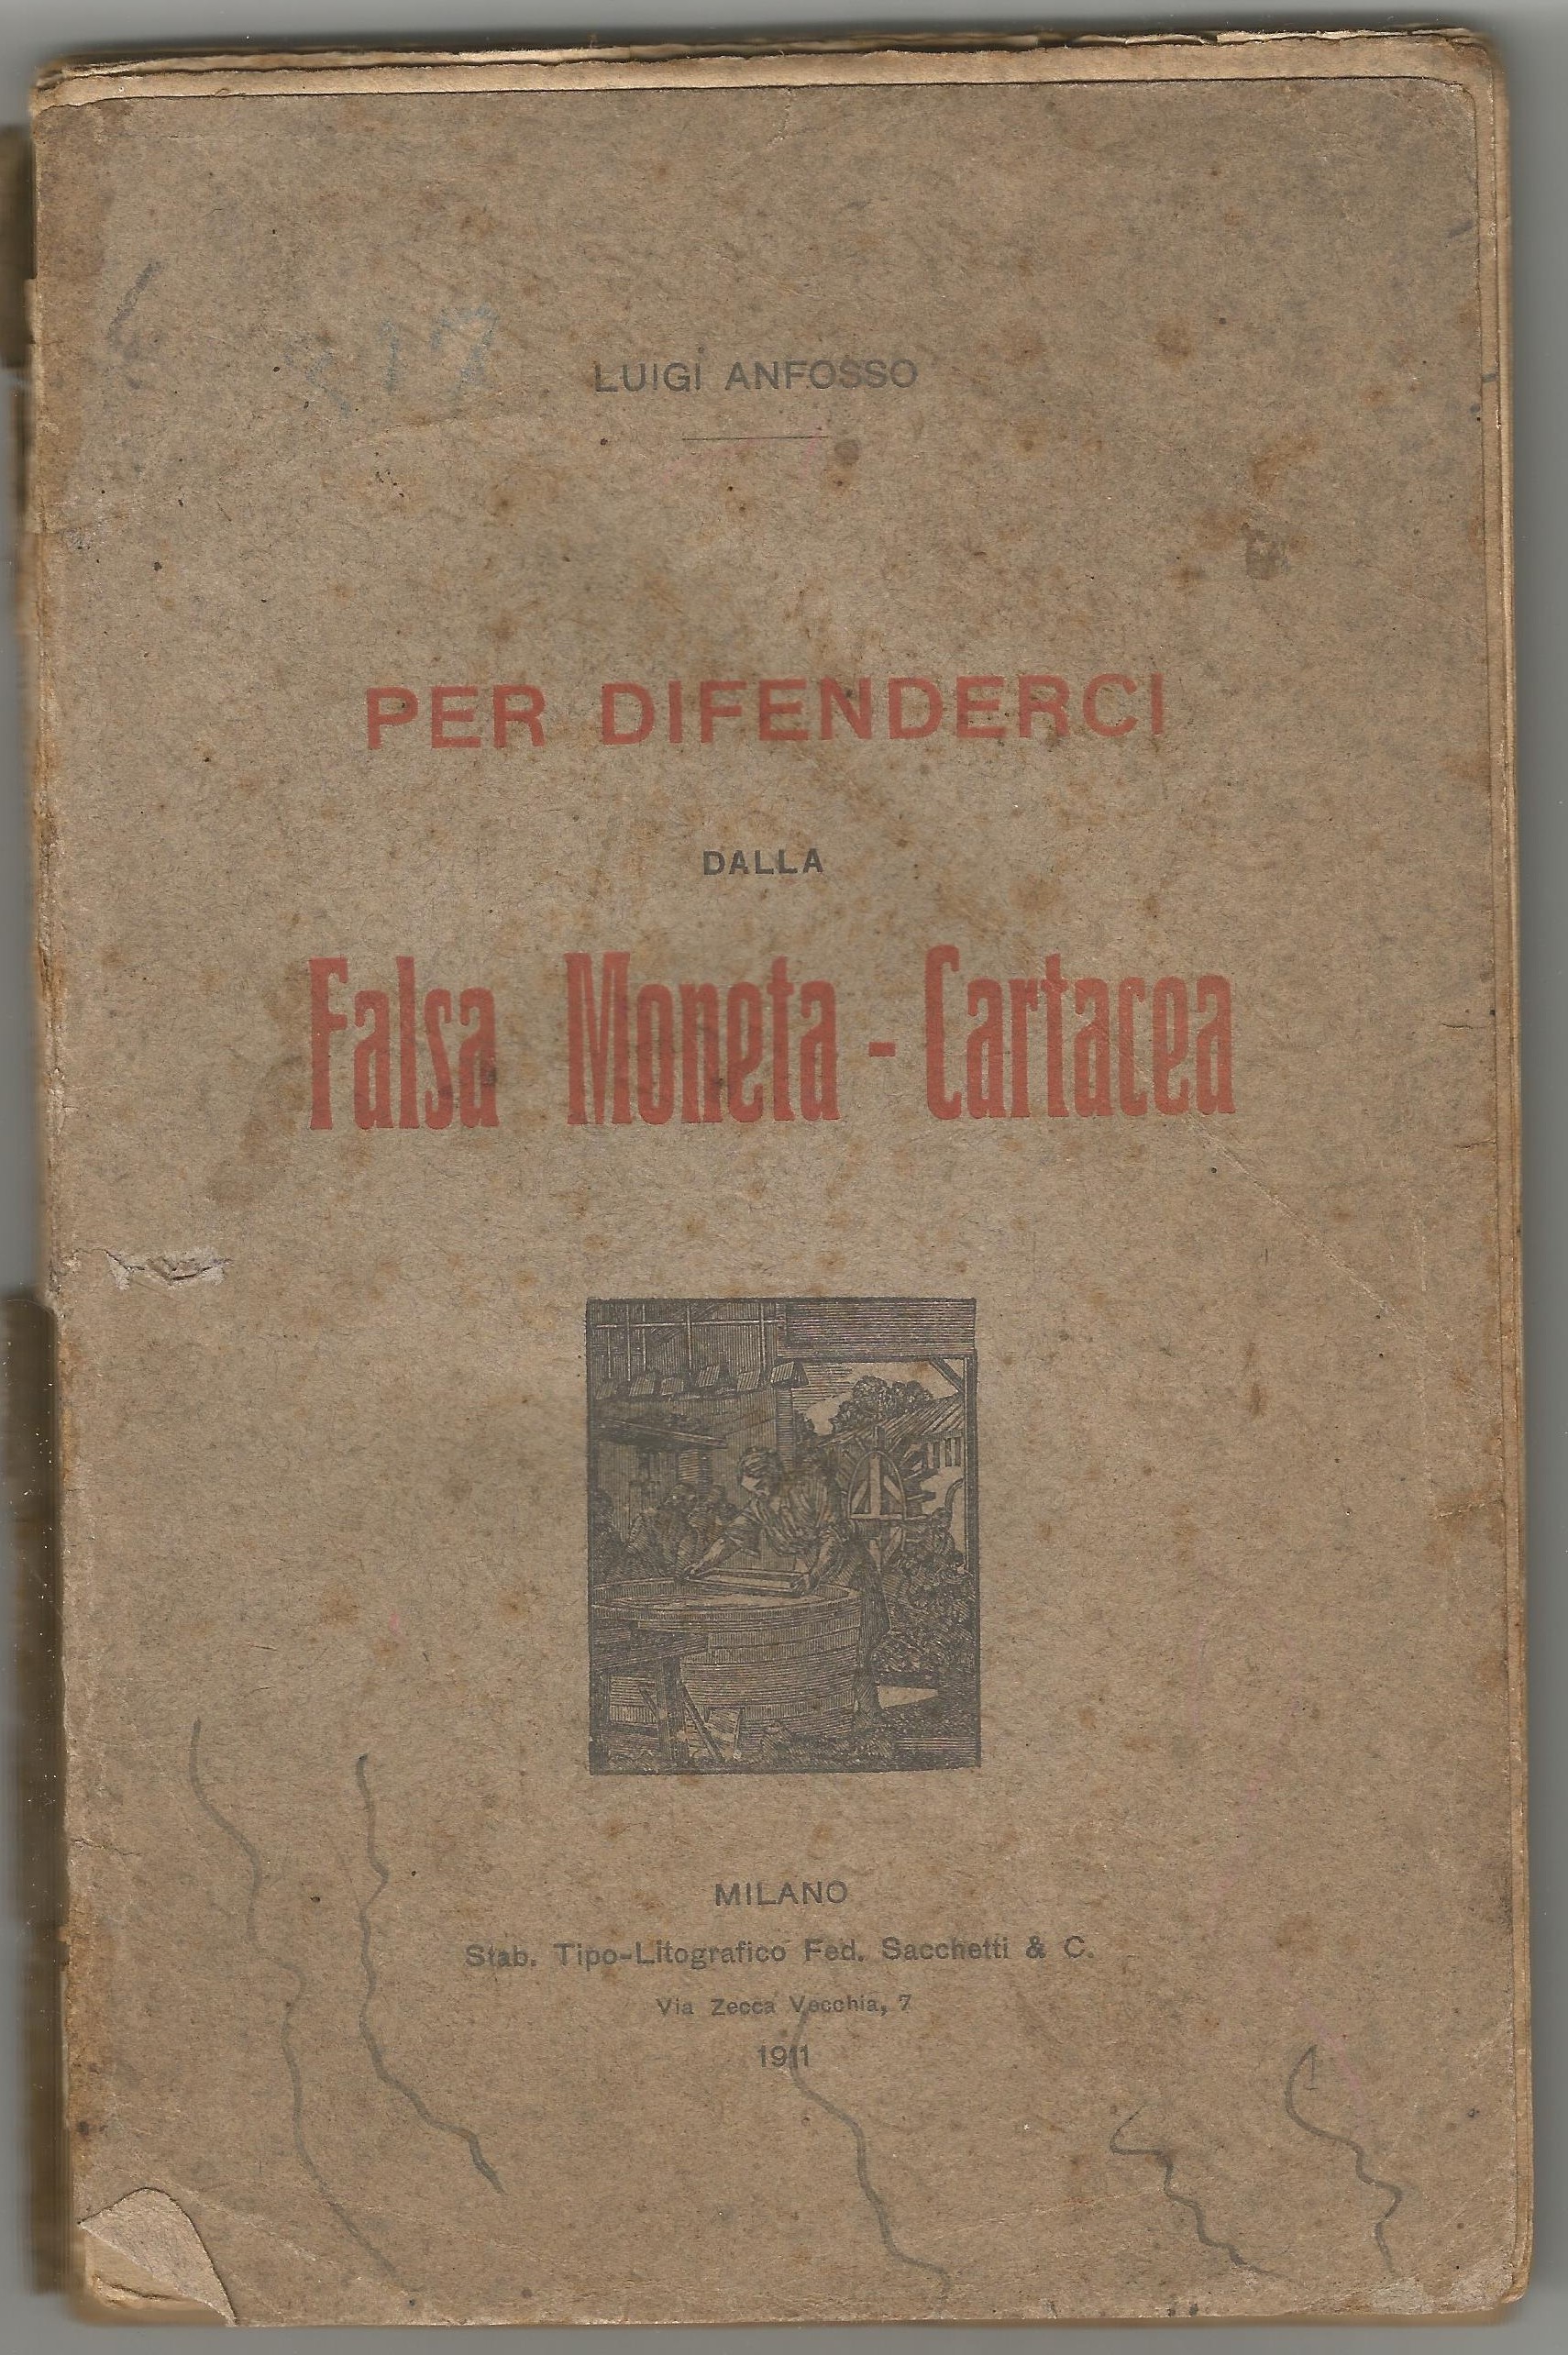 LUIGI ANFOSSO
PER DIFENDERCI
DALLA
Falsa Moneta - Cartacea
MILANO
Stab. Tipo-Litografico Fed. Sacchetti & C.
Via Zecca Vecchia, 7
1911